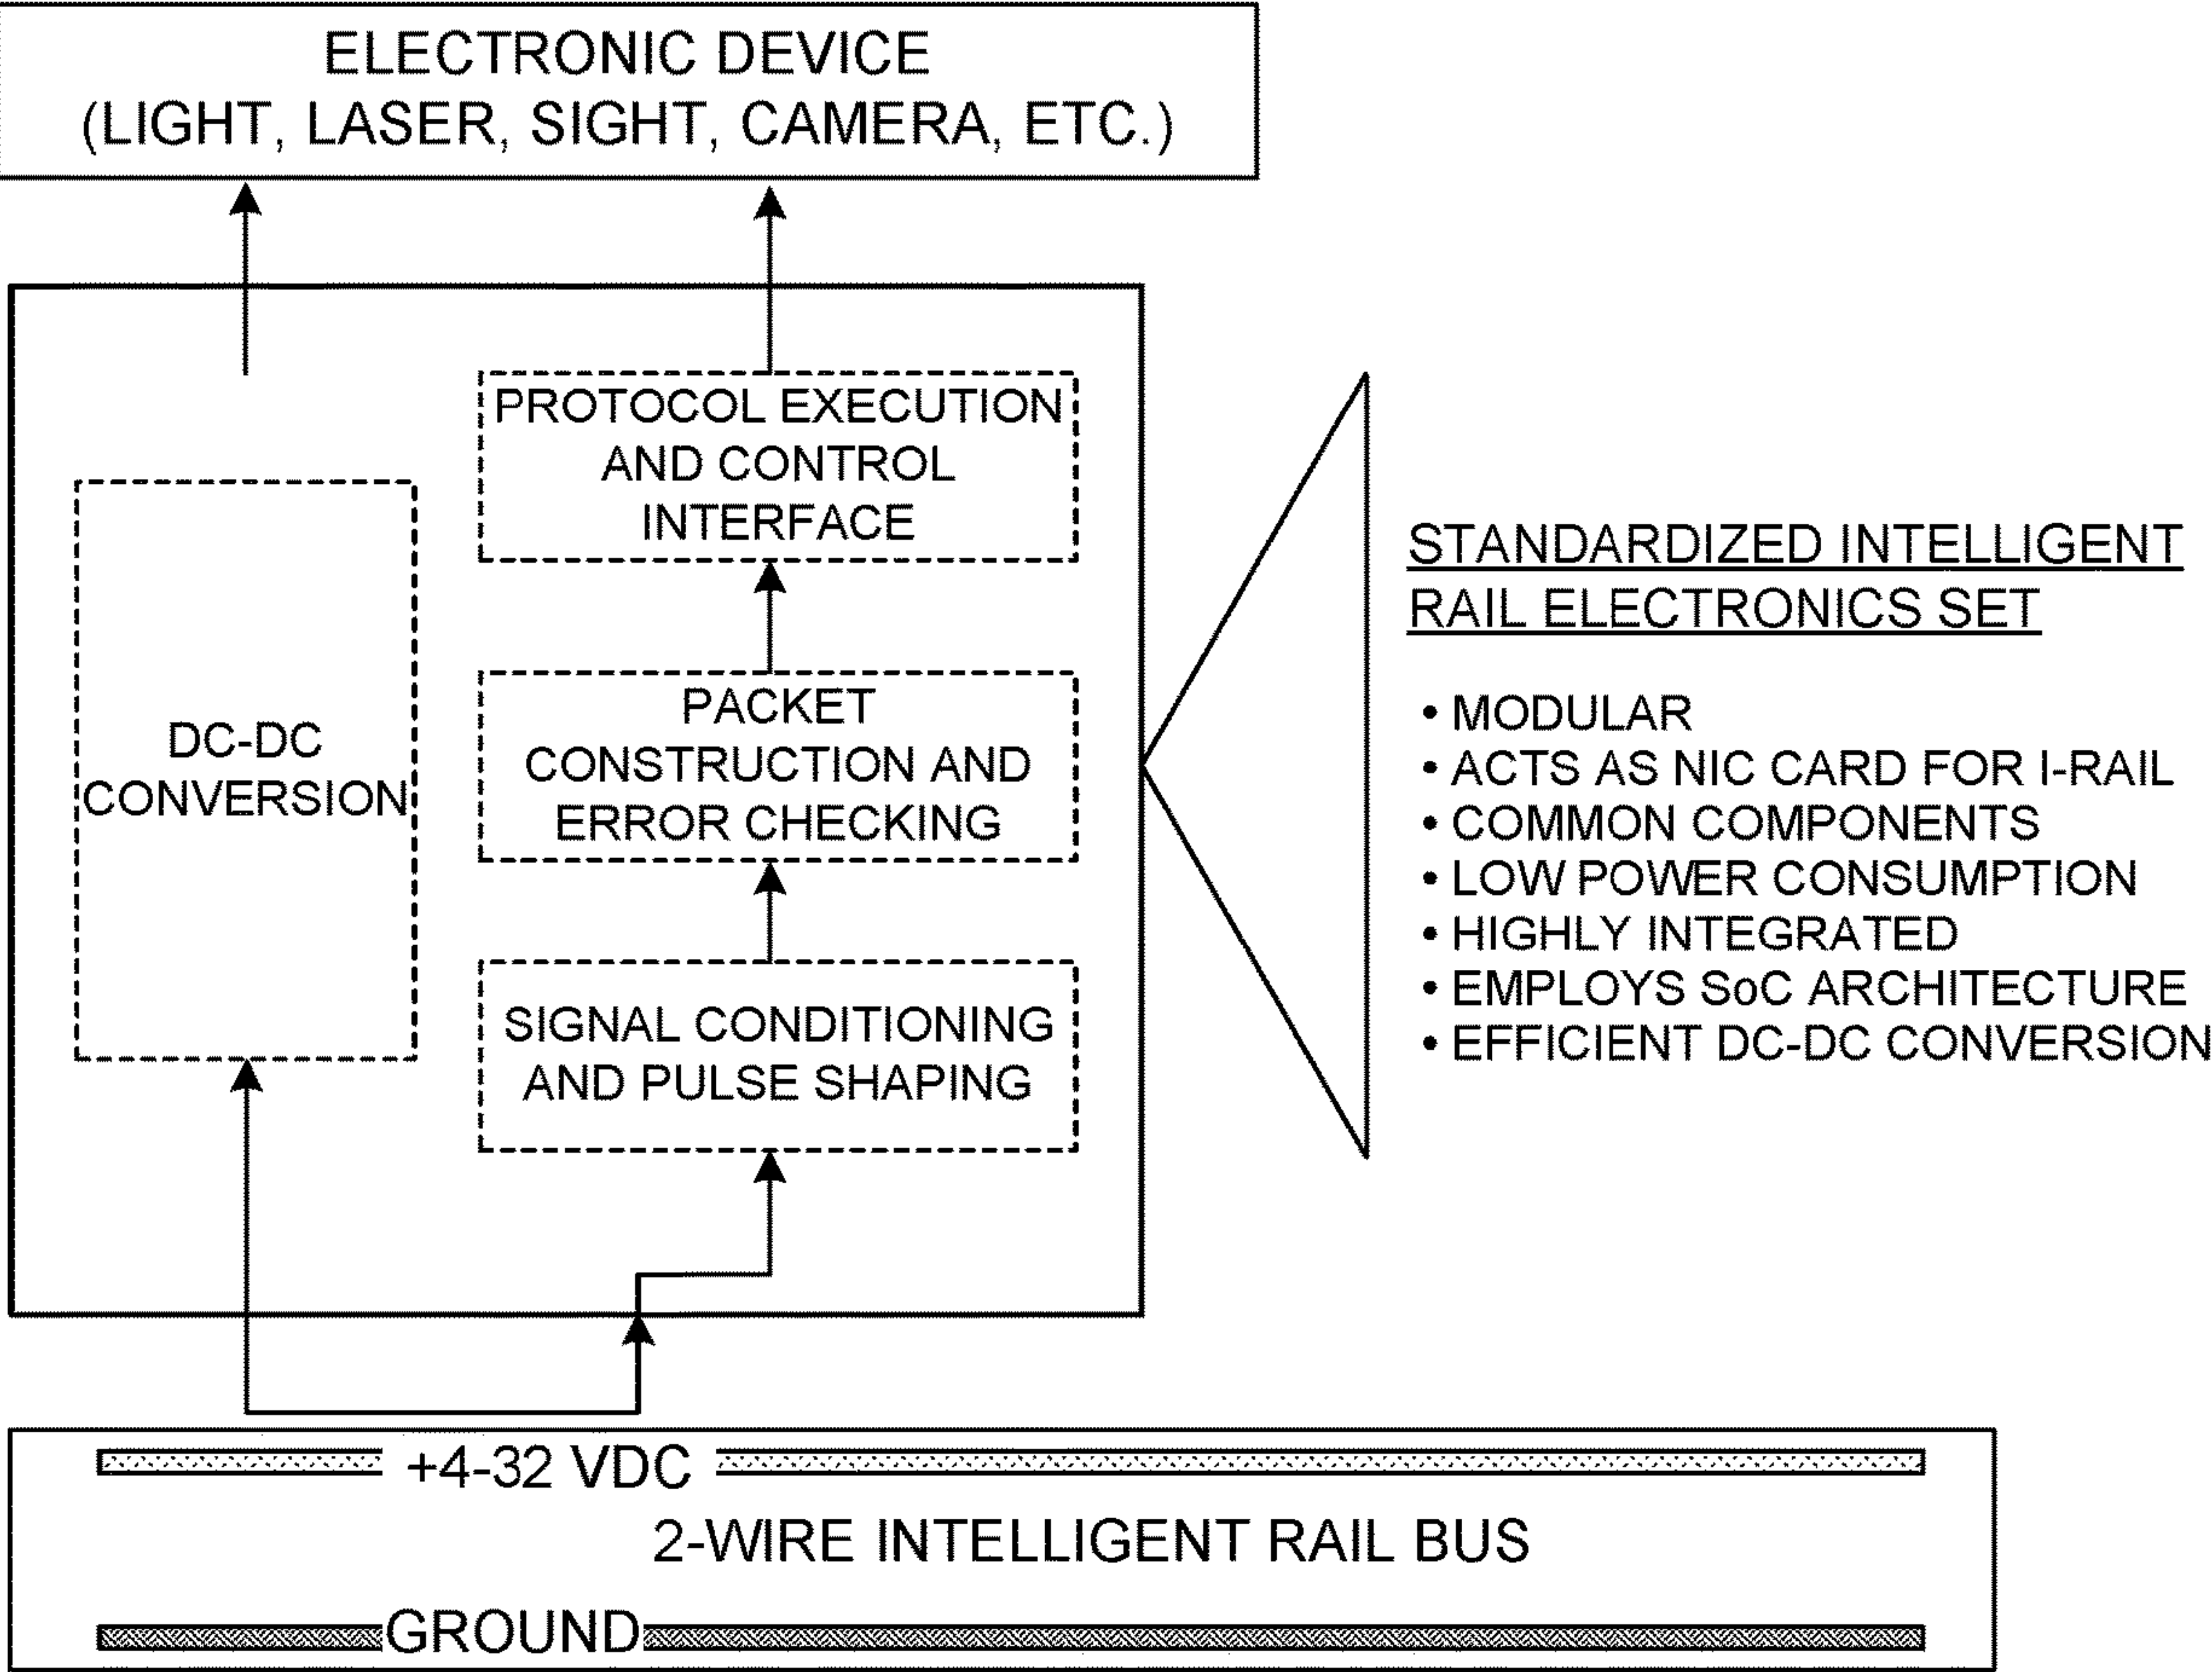 ELECTRONIC DEVICE
(LIGHT, LASER, SIGHT, CAMERA, ETC.)
PROTOCOL EXECUTION
AND CONTROL
INTERFACE
DC-DC
CONVERSION
PACKET
CONSTRUCTION AND
ERROR CHECKING
SIGNAL CONDITIONING
AND PULSE SHAPING
STANDARDIZED INTELLIGENT
RAIL ELECTRONICS SET
• MODULAR
• ACTS AS NIC CARD FOR I-RAIL
• COMMON COMPONENTS
• LOW POWER CONSUMPTION
• HIGHLY INTEGRATED
• EMPLOYS SoC ARCHITECTURE
• EFFICIENT DC-DC CONVERSION
+4-32 VDC
2-WIRE INTELLIGENT RAIL BUS
GROUND